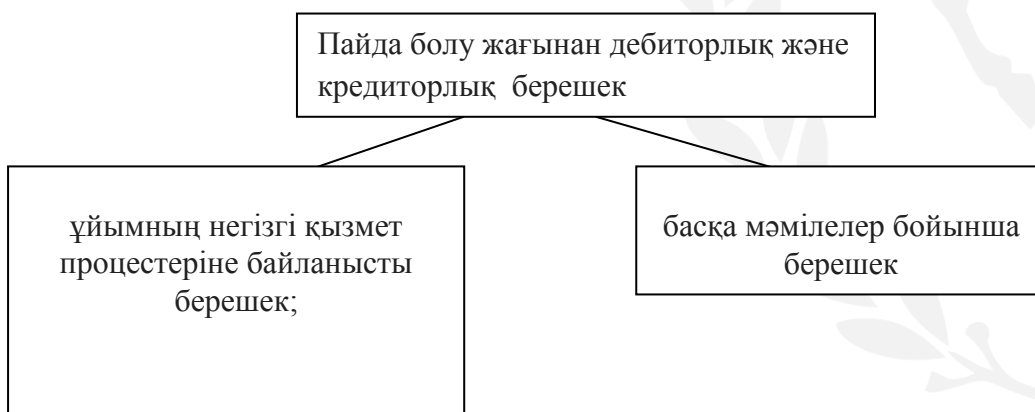 Пайда болу жағынан дебиторлық және
кредиторлық берешек
ұйымның негізгі қызмет
процестеріне байланысты
берешек;
басқа мәмілелер бойынша
берешек